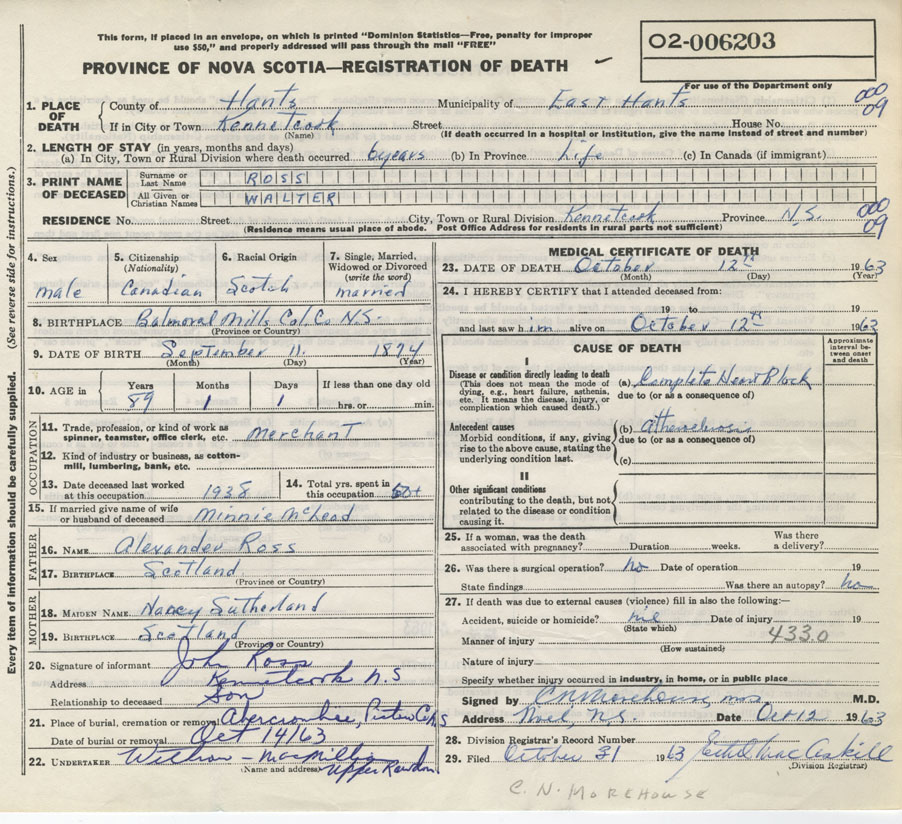 This form, if placed in an envelope, on which is printed "Dominion Statistics—Free, penalty for improper
use $50," and properly addressed will pass through the mail "FREE"
02-006203
PROVINCE OF NOVA SCOTIA—REGISTRATION OF DEATH
For use of the Department only
000
09
1. PLACE OF DEATH County of Hants Municipality of East Hants
If in City or Town Kennetcook Street House No.
(Name) (If death occurred in a hospital or institution, give the name instead of street and number)
2. LENGTH OF STAY (in years, months and days)
(a) In City, Town or Rural Division where death occurred 6 years (b) In Province Life (c) In Canada (if immigrant)
3. PRINT NAME OF DECEASED
Surname or Last Name ROSS
All Given or Christian Names WALTER
RESIDENCE No. Street City, Town or Rural Division Kennetcook Province N.S.
000
09
(Residence means usual place of abode. Post Office Address for residents in rural parts not sufficient)
4. Sex male
5. Citizenship (Nationality) Canadian
6. Racial Origin Scotch
7. Single, Married, Widowed or Divorced (write the word) married
8. BIRTHPLACE Balmoral Mills Col. Co. N.S.
(Province or Country)
9. DATE OF BIRTH September 11. 1874
(Month) (Day) (Year)
10. AGE in Years 89 Months 1 Days 1 If less than one day old
hrs. or min.
OCCUPATION
11. Trade, profession, or kind of work as spinner, teamster, office clerk, etc. Merchant
12. Kind of industry or business, as cotton-mill, lumbering, bank, etc.
13. Date deceased last worked at this occupation 1938
14. Total yrs. spent in this occupation 50+
15. If married give name of wife or husband of deceased Minnie McLeod
FATHER
16. NAME Alexander Ross
17. BIRTHPLACE Scotland
(Province or Country)
MOTHER
18. MAIDEN NAME Nancy Sutherland
19. BIRTHPLACE Scotland
(Province or Country)
20. Signature of informant John Ross
Address Kennetcook N.S
Relationship to deceased Son
21. Place of burial, cremation or removal Abercrombie, Pictou Co. N.S
Date of burial or removal Oct 14/63
22. UNDERTAKER
(Name and address) Upper Rawdon
MEDICAL CERTIFICATE OF DEATH
23. DATE OF DEATH October 12th 1963
(Month) (Day) (Year)
24. I HEREBY CERTIFY that I attended deceased from:
19 to 19
and last saw him alive on October 12th 1963
CAUSE OF DEATH
Approximate interval between onset and death
I
Disease or condition directly leading to death
(This does not mean the mode of dying, e.g., heart failure, asthenia, etc. It means the disease, injury, or complication which caused death.)
(a) Complete Heart Block
due to (or as a consequence of)
Antecedent causes
Morbid conditions, if any, giving rise to the above cause, stating the underlying condition last.
(b) atherosclerosis
due to (or as a consequence of)
(c)
II
Other significant conditions
contributing to the death, but not related to the disease or condition causing it.
25. If a woman, was the death associated with pregnancy? Duration weeks. Was there a delivery?
26. Was there a surgical operation? no Date of operation 19
State findings Was there an autopsy? no
27. If death was due to external causes (violence) fill in also the following:—
Accident, suicide or homicide? nil Date of injury 19
(State which)
4330
Manner of injury
(How sustained)
Nature of injury
Specify whether injury occurred in industry, in home, or in public place
Signed by C N Morehouse M.D.
Address Noel, N.S. Date Oct 12 1963
28. Division Registrar's Record Number
29. Filed October 31 1963 Ethel MacCaskill
(Division Registrar)
C. N. MOREHOUSE
Every item of information should be carefully supplied. (See reverse side for instructions.)